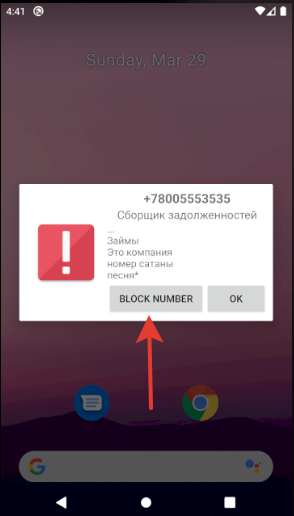 4:41
Sunday, Mar 29
+78005553535
Сборщик задолженностей
...
Займы
Это компания
номер сатаны
песня*
BLOCK NUMBER
OK